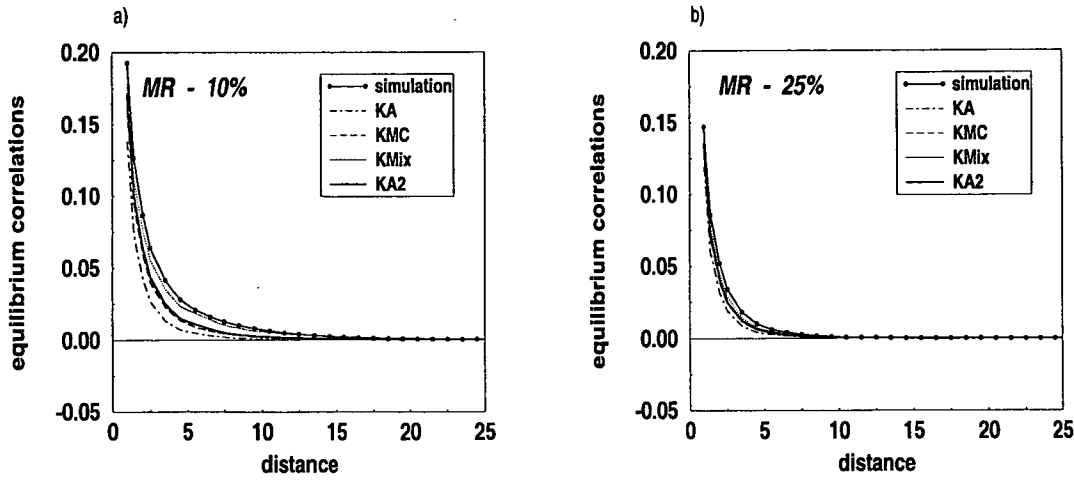 a)
MR - 10%
simulation
KA
KMC
KMix
KA2
equilibrium correlations
0.20
0.15
0.10
0.05
0.00
-0.05
0 5 10 15 20 25
distance
b)
MR - 25%
simulation
KA
KMC
KMix
KA2
equilibrium correlations
0.20
0.15
0.10
0.05
0.00
-0.05
0 5 10 15 20 25
distance